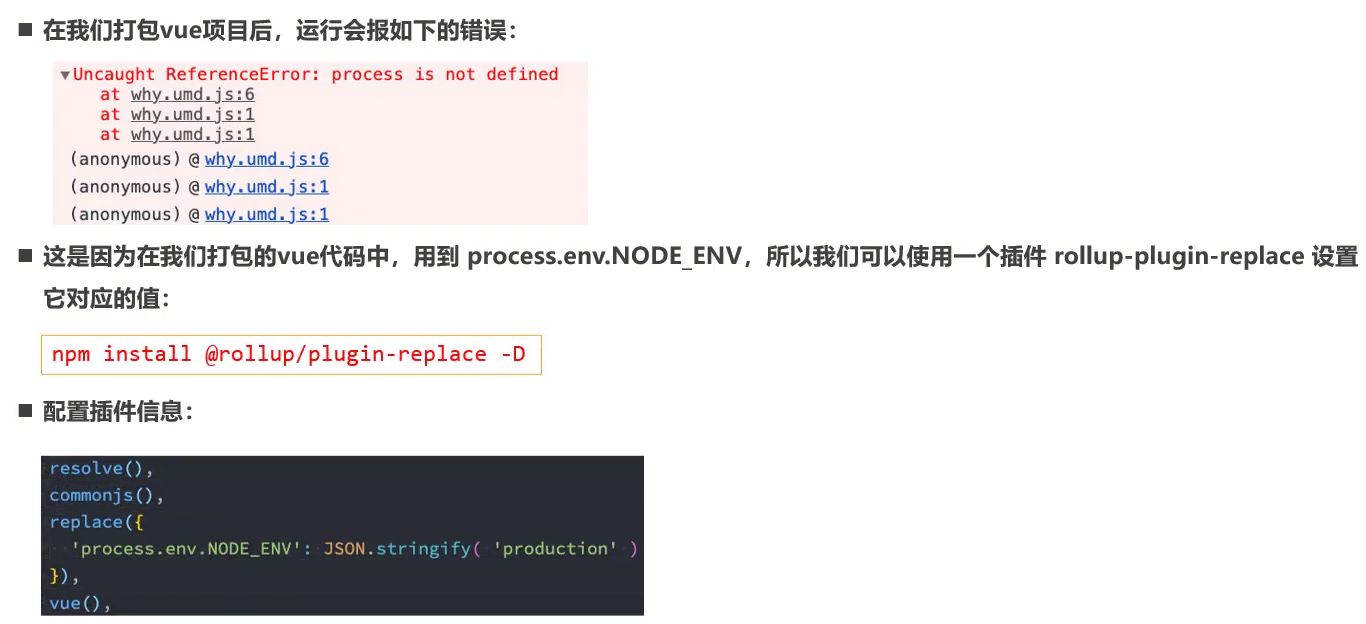 ■ 在我们打包vue项目后，运行会报如下的错误：
▼Uncaught ReferenceError: process is not defined
at why.umd.js:6
at why.umd.js:1
at why.umd.js:1
(anonymous) @ why.umd.js:6
(anonymous) @ why.umd.js:1
(anonymous) @ why.umd.js:1
■ 这是因为在我们打包的vue代码中，用到 process.env.NODE_ENV，所以我们可以使用一个插件 rollup-plugin-replace 设置
它对应的值：
npm install @rollup/plugin-replace -D
■ 配置插件信息：
resolve(),
commonjs(),
replace({
'process.env.NODE_ENV': JSON.stringify( 'production' )
}),
vue(),